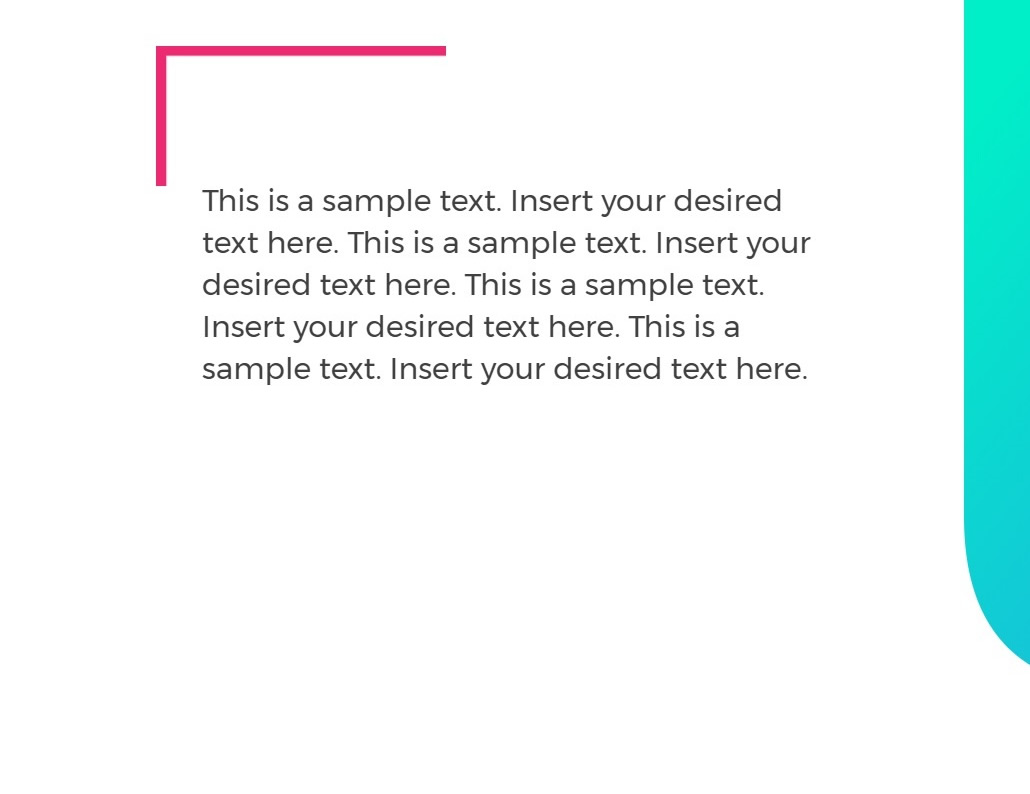 This is a sample text. Insert your desired
text here. This is a sample text. Insert your
desired text here. This is a sample text.
Insert your desired text here. This is a
sample text. Insert your desired text here.